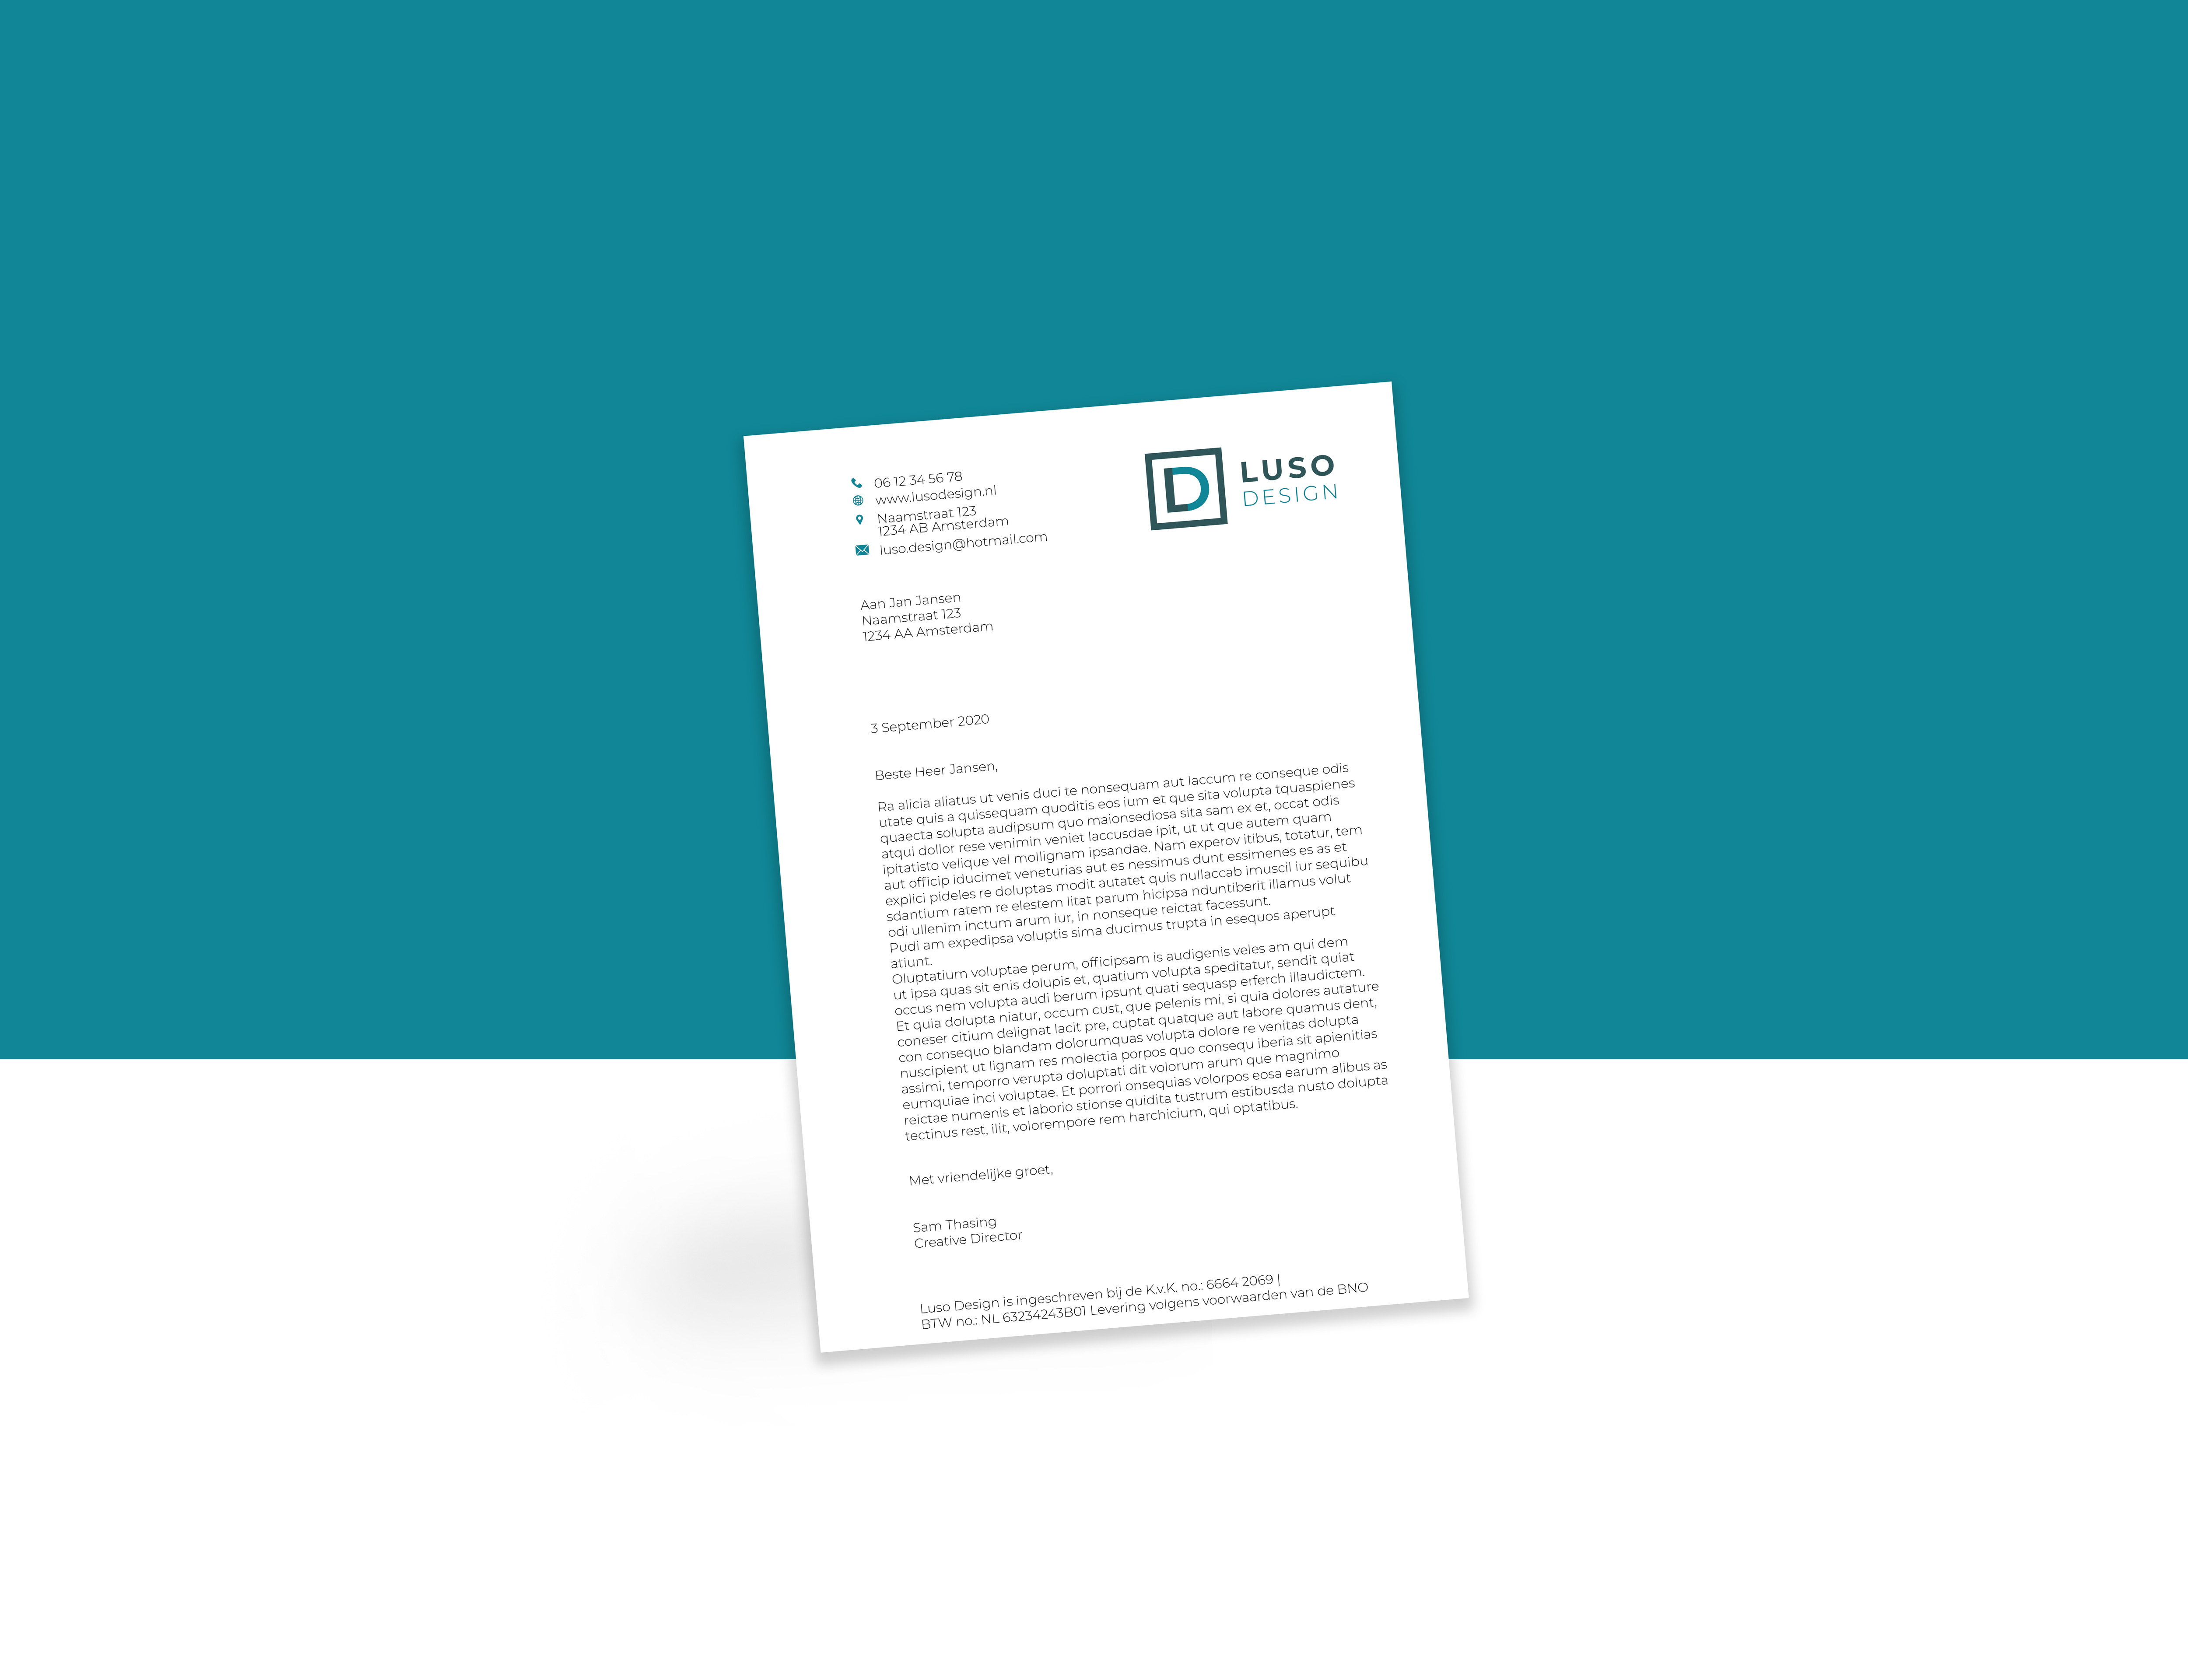 06 12 34 56 78
www.lusodesign.nl
Naamstraat 123
1234 AB Amsterdam
luso.design@hotmail.com
LUSO
DESIGN
Aan Jan Jansen
Naamstraat 123
1234 AA Amsterdam
3 September 2020
Beste Heer Jansen,
Ra alicia aliatus ut venis duci te nonsequam aut laccum re conseque odis
utate quis a quissequam quoditis eos ium et que sita volupta tquaspienes
quaecta solupta audipsum quo maionsediosa sita sam ex et, occat odis
atqui dollor rese venimin veniet laccusdae ipit, ut ut que autem quam
ipitatisto velique vel mollignam ipsandae. Nam experov itibus, totatur, tem
aut officip iducimet veneturias aut es nessimus dunt essimenes es as et
explici pideles re doluptas modit autatet quis nullaccab imuscil iur sequibu
sdantium ratem re elestem litat parum hicipsa nduntiberit illamus volut
odi ullenim inctum arum iur, in nonseque reictat facessunt.
Pudi am expedipsa voluptis sima ducimus trupta in esequos aperupt
atiunt.
Oluptatium voluptae perum, officipsam is audigenis veles am qui dem
ut ipsa quas sit enis dolupis et, quatium volupta speditatur, sendit quiat
occus nem volupta audi berum ipsunt quati sequasp erferch illaudictem.
Et quia dolupta niatur, occum cust, que pelenis mi, si quia dolores autature
coneser citium delignat lacit pre, cuptat quatque aut labore quamus dent,
con consequo blandam dolorumquas volupta dolore re venitas dolupta
nuscipient ut lignam res molectia porpos quo consequ iberia sit apienitias
assimi, temporro verupta doluptati dit volorum arum que magnimo
eumquiae inci voluptae. Et porrori onsequias volorpos eosa earum alibus as
reictae numenis et laborio stionse quidita tustrum estibusda nusto dolupta
tectinus rest, ilit, volorempore rem harchicium, qui optatibus.
Met vriendelijke groet,
Sam Thasing
Creative Director
Luso Design is ingeschreven bij de K.v.K. no.: 6664 2069 |
BTW no.: NL 63234243B01 Levering volgens voorwaarden van de BNO